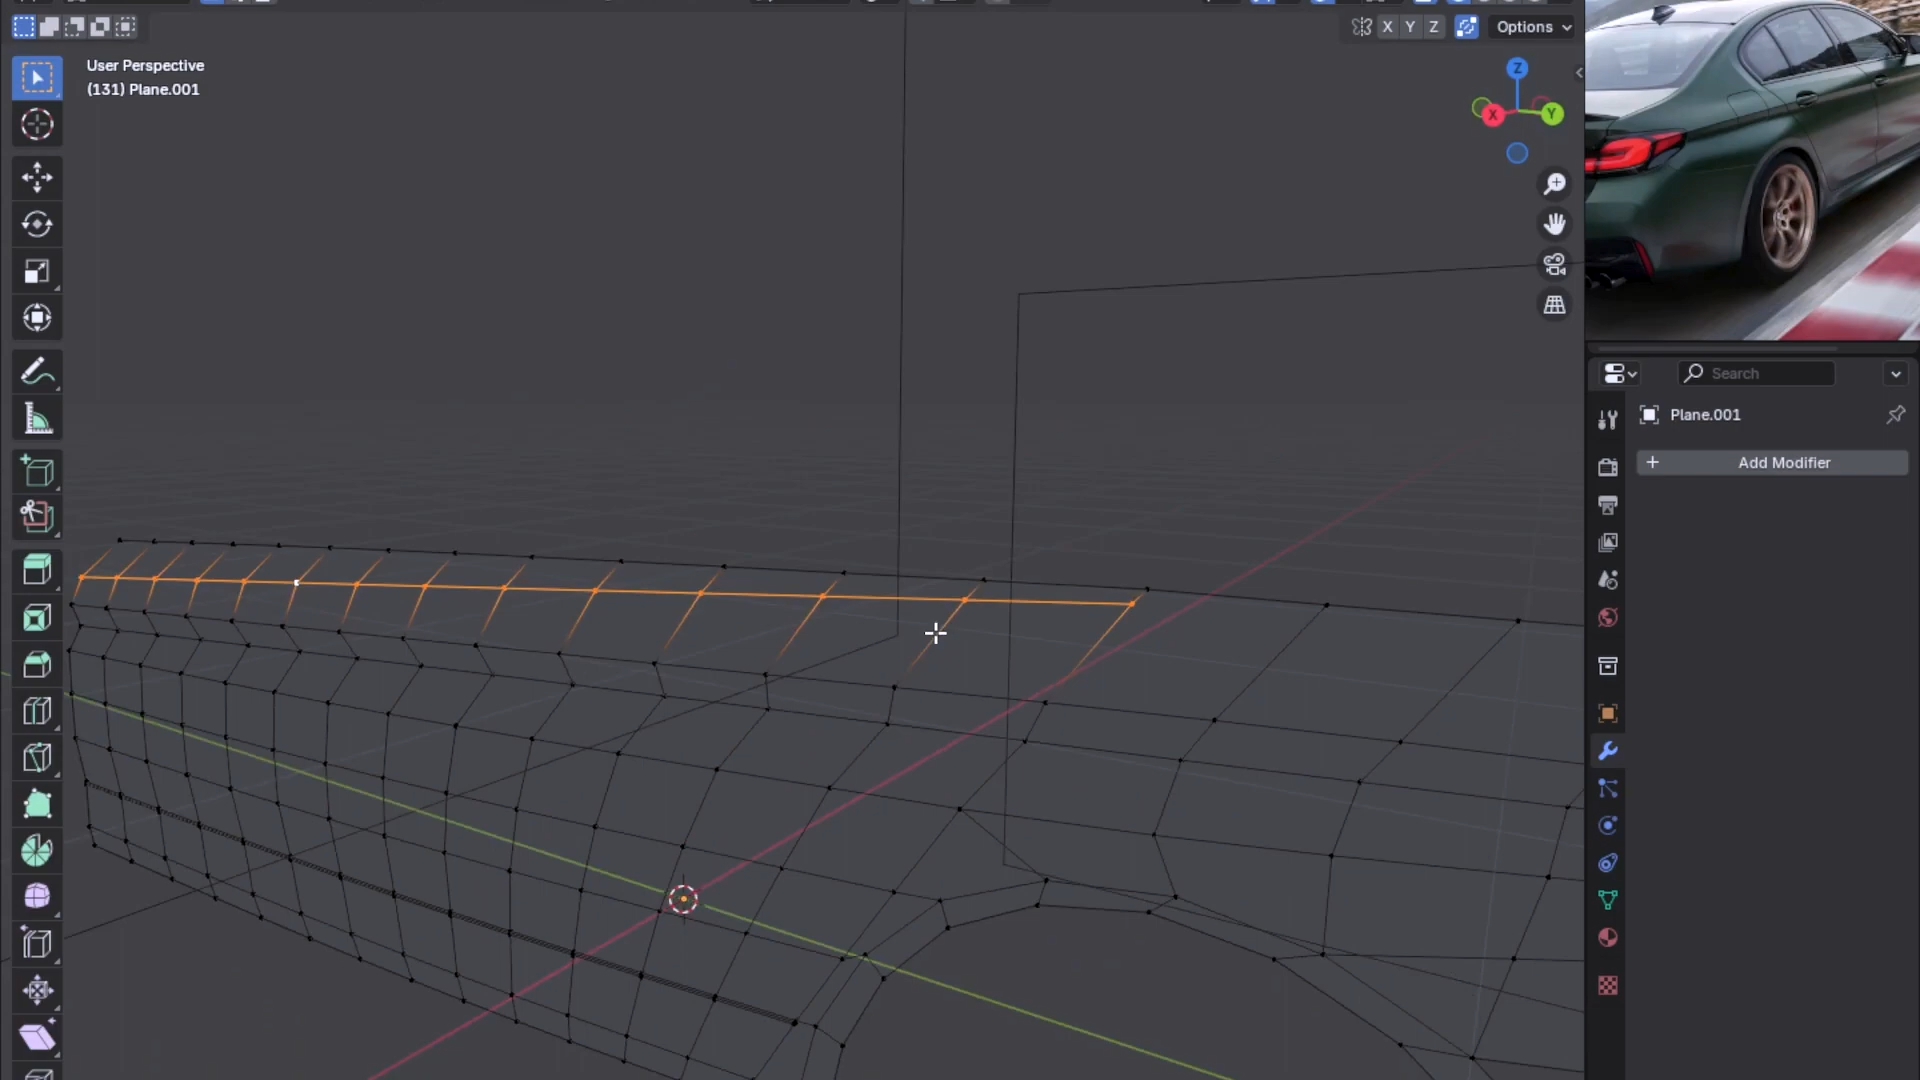 X Y Z
Options
User Perspective
(131) Plane.001
Z
X
Y
Search
Plane.001
Add Modifier